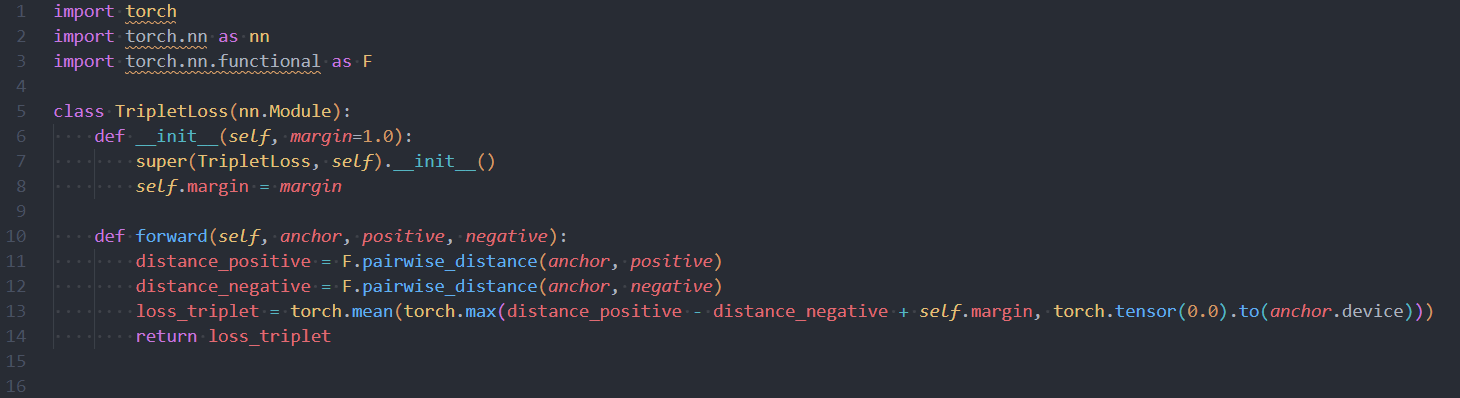 1 import torch
2 import torch.nn as nn
3 import torch.nn.functional as F
4
5 class TripletLoss(nn.Module):
6     def __init__(self, margin=1.0):
7         super(TripletLoss, self).__init__()
8         self.margin = margin
9
10     def forward(self, anchor, positive, negative):
11         distance_positive = F.pairwise_distance(anchor, positive)
12         distance_negative = F.pairwise_distance(anchor, negative)
13         loss_triplet = torch.mean(torch.max(distance_positive - distance_negative + self.margin, torch.tensor(0.0).to(anchor.device)))
14         return loss_triplet
15
16